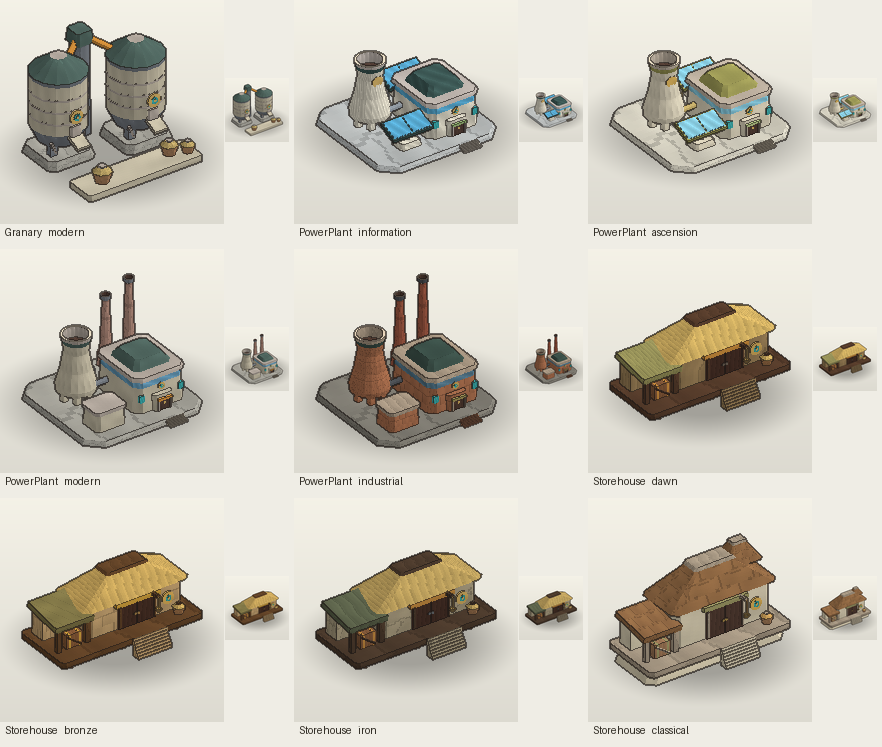 Granary modern
PowerPlant information
PowerPlant ascension
PowerPlant modern
PowerPlant industrial
Storehouse dawn
Storehouse bronze
Storehouse iron
Storehouse classical